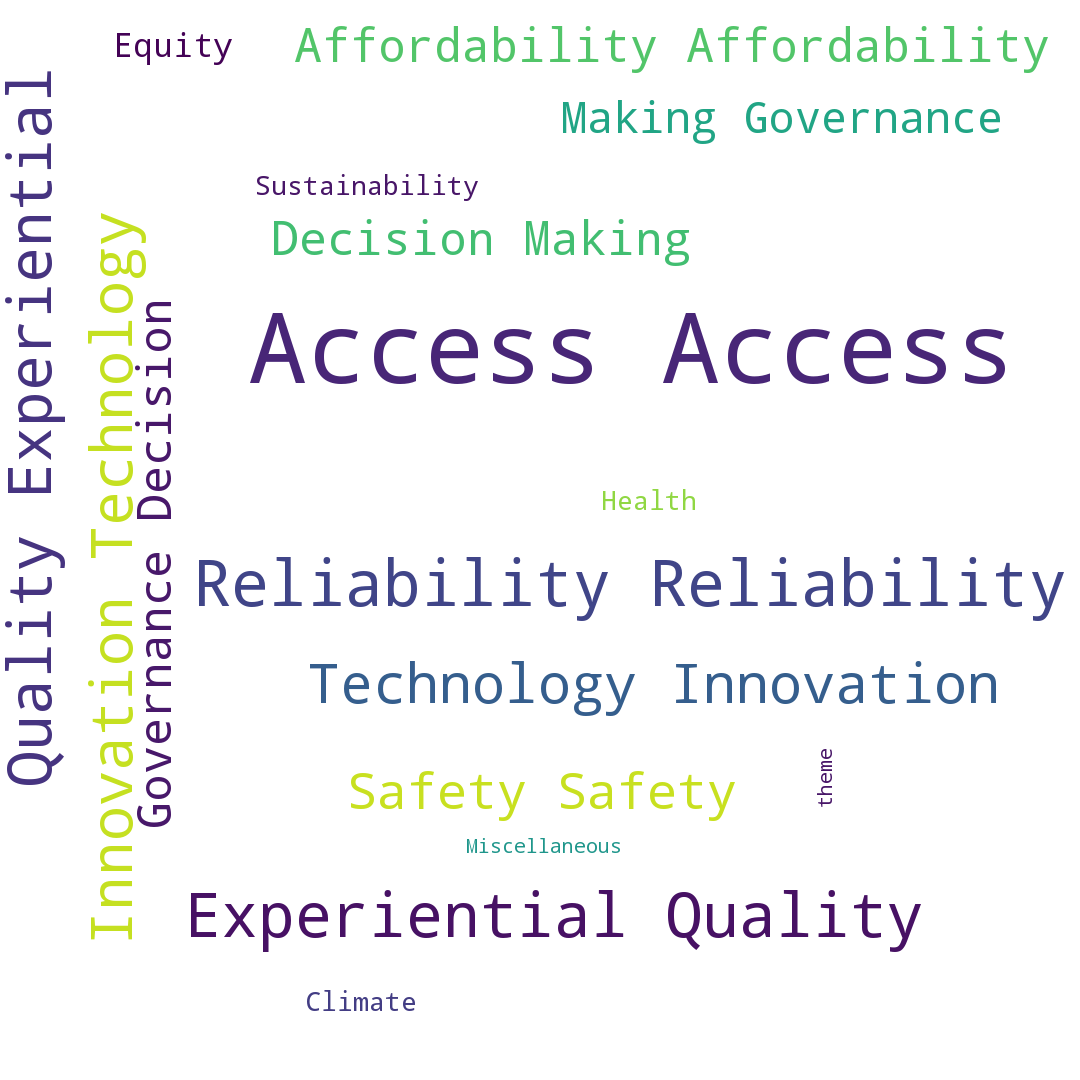 Equity
Affordability Affordability
Making Governance
Sustainability
Decision Making
Access Access
Health
Reliability Reliability
Technology Innovation
Safety Safety
theme
Miscellaneous
Experiential Quality
Climate
Quality Experiential
Innovation Technology
Governance Decision